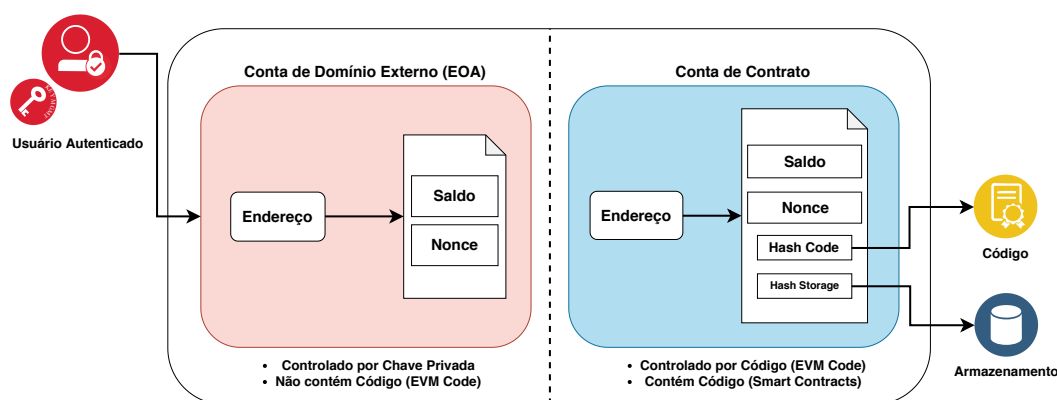 Usuário Autenticado
Conta de Domínio Externo (EOA)
Endereço
Saldo
Nonce
• Controlado por Chave Privada
• Não contém Código (EVM Code)
Conta de Contrato
Endereço
Saldo
Nonce
Hash Code
Hash Storage
• Controlado por Código (EVM Code)
• Contém Código (Smart Contracts)
Código
Armazenamento